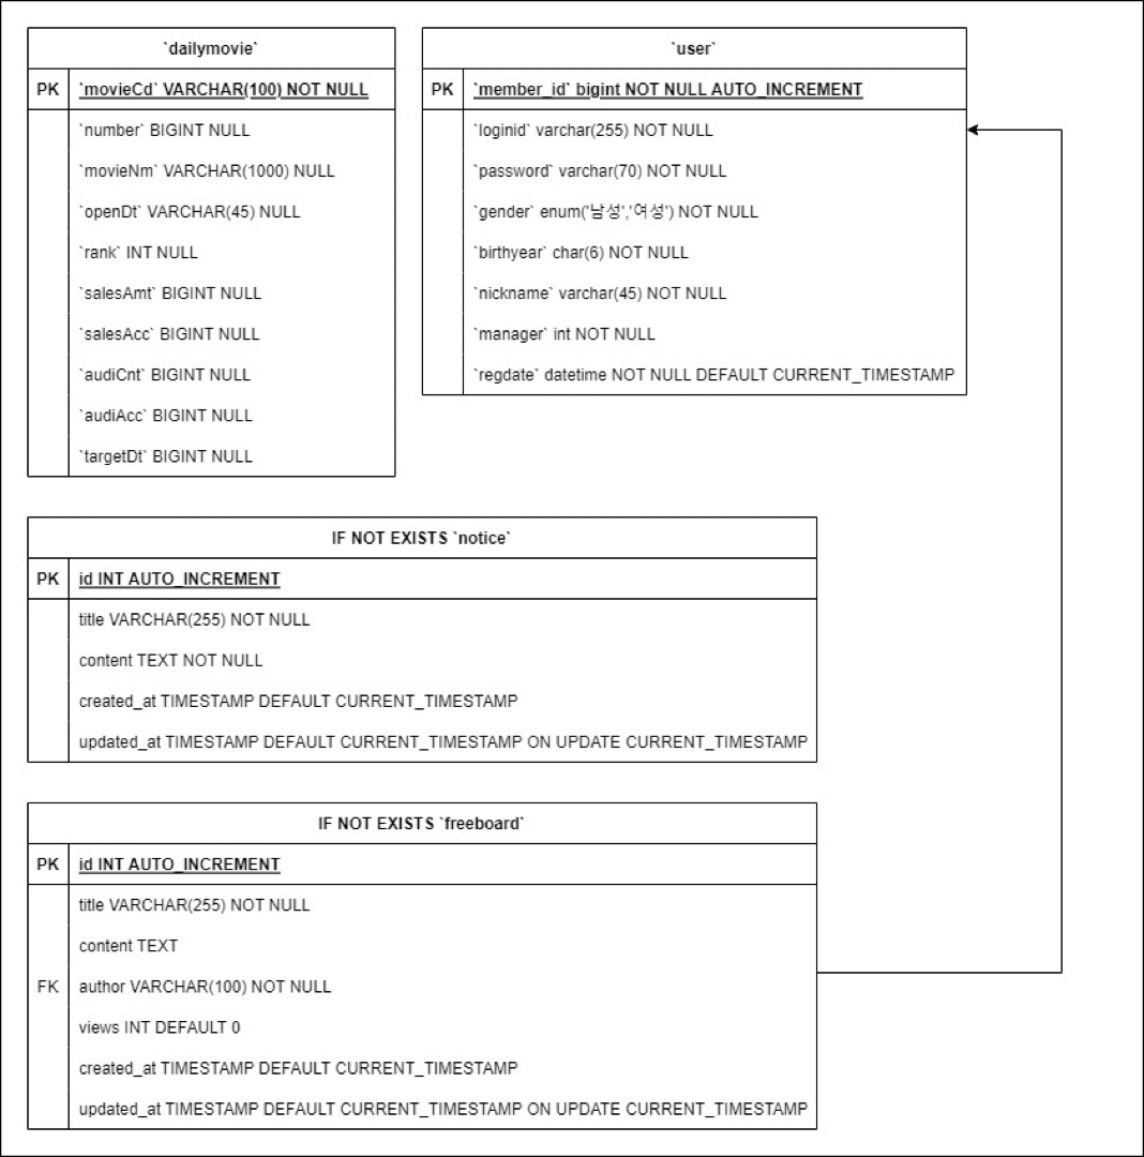 `dailymovie`
PK `movieCd` VARCHAR(100) NOT NULL
`number` BIGINT NULL
`movieNm` VARCHAR(1000) NULL
`openDt` VARCHAR(45) NULL
`rank` INT NULL
`salesAmt` BIGINT NULL
`salesAcc` BIGINT NULL
`audiCnt` BIGINT NULL
`audiAcc` BIGINT NULL
`targetDt` BIGINT NULL
`user`
PK `member_id` bigint NOT NULL AUTO_INCREMENT
`loginid` varchar(255) NOT NULL
`password` varchar(70) NOT NULL
`gender` enum('남성','여성') NOT NULL
`birthyear` char(6) NOT NULL
`nickname` varchar(45) NOT NULL
`manager` int NOT NULL
`regdate` datetime NOT NULL DEFAULT CURRENT_TIMESTAMP
IF NOT EXISTS `notice`
PK id INT AUTO_INCREMENT
title VARCHAR(255) NOT NULL
content TEXT NOT NULL
created_at TIMESTAMP DEFAULT CURRENT_TIMESTAMP
updated_at TIMESTAMP DEFAULT CURRENT_TIMESTAMP ON UPDATE CURRENT_TIMESTAMP
IF NOT EXISTS `freeboard`
PK id INT AUTO_INCREMENT
title VARCHAR(255) NOT NULL
content TEXT
FK author VARCHAR(100) NOT NULL
views INT DEFAULT 0
created_at TIMESTAMP DEFAULT CURRENT_TIMESTAMP
updated_at TIMESTAMP DEFAULT CURRENT_TIMESTAMP ON UPDATE CURRENT_TIMESTAMP